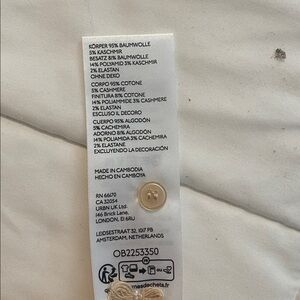 KÖRPER 95% BAUMWOLLE
5% KASCHMIR
BESATZ 81% BAUMWOLLE
14% POLYAMID 3% KASCHMIR
2% ELASTAN
OHNE DEKO
CORPO 95% COTONE
5% CASHMERE
FINITURA 81% COTONE
14% POLIAMMIDE 3% CASHMERE
2% ELASTAN
ESCLUSO IL DECORO
CUERPO 95% ALGODÓN
5% CACHEMIRA
ADORNO 81% ALGODÓN
14% POLIAMIDA 3% CACHEMIRA
2% ELASTANE
EXCLUYENDO LA DECORACIÓN
MADE IN CAMBODIA
HECHO EN CAMBOYA
RN 66170
CA 32054
URBN UK Ltd.
146 Brick Lane,
LONDON, E1 6RU
LEIDSESTRAAT 32, 1017 PB
AMSTERDAM, NETHERLANDS
OB2253350
FR